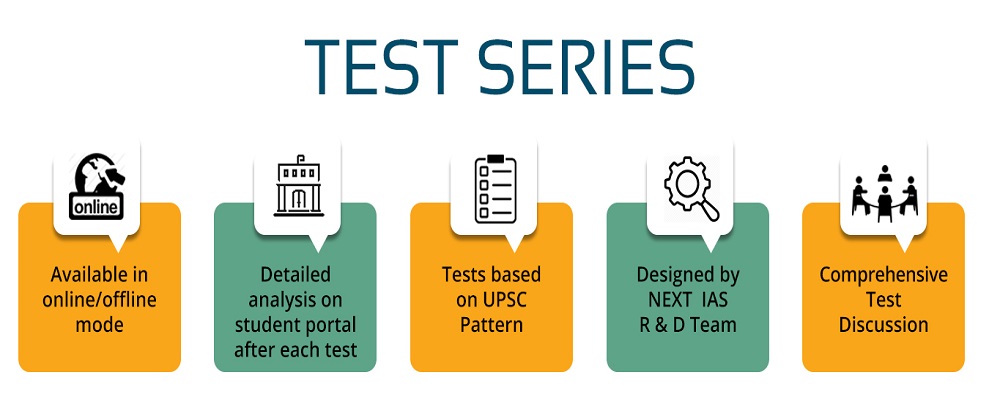 TEST SERIES
online
Available in
online/offline
mode
Detailed
analysis on
student portal
after each test
Tests based
on UPSC
Pattern
Designed by
NEXT IAS
R & D Team
Comprehensive
Test
Discussion